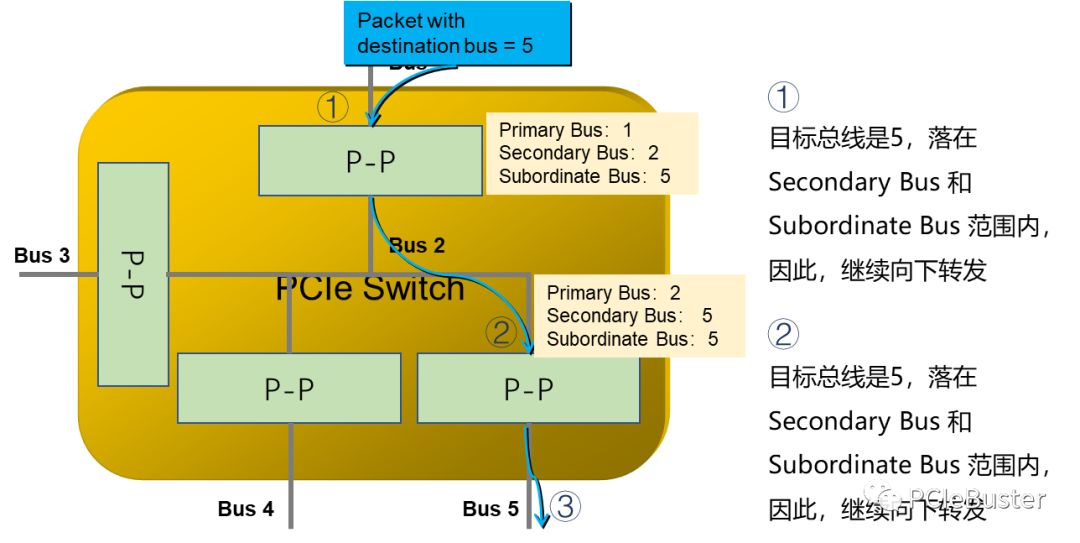 Packet with
destination bus = 5
Bus
①
P-P
Primary Bus: 1
Secondary Bus: 2
Subordinate Bus: 5
P-P
Bus 3
Bus 2
PCIe Switch
Primary Bus: 2
Secondary Bus: 5
Subordinate Bus: 5
②
P-P
P-P
Bus 4
Bus 5
③
①
目标总线是5，落在
Secondary Bus 和
Subordinate Bus 范围内，
因此，继续向下转发
②
目标总线是5，落在
Secondary Bus 和
Subordinate Bus 范围内，
因此，继续向下转发
PCIeBuster